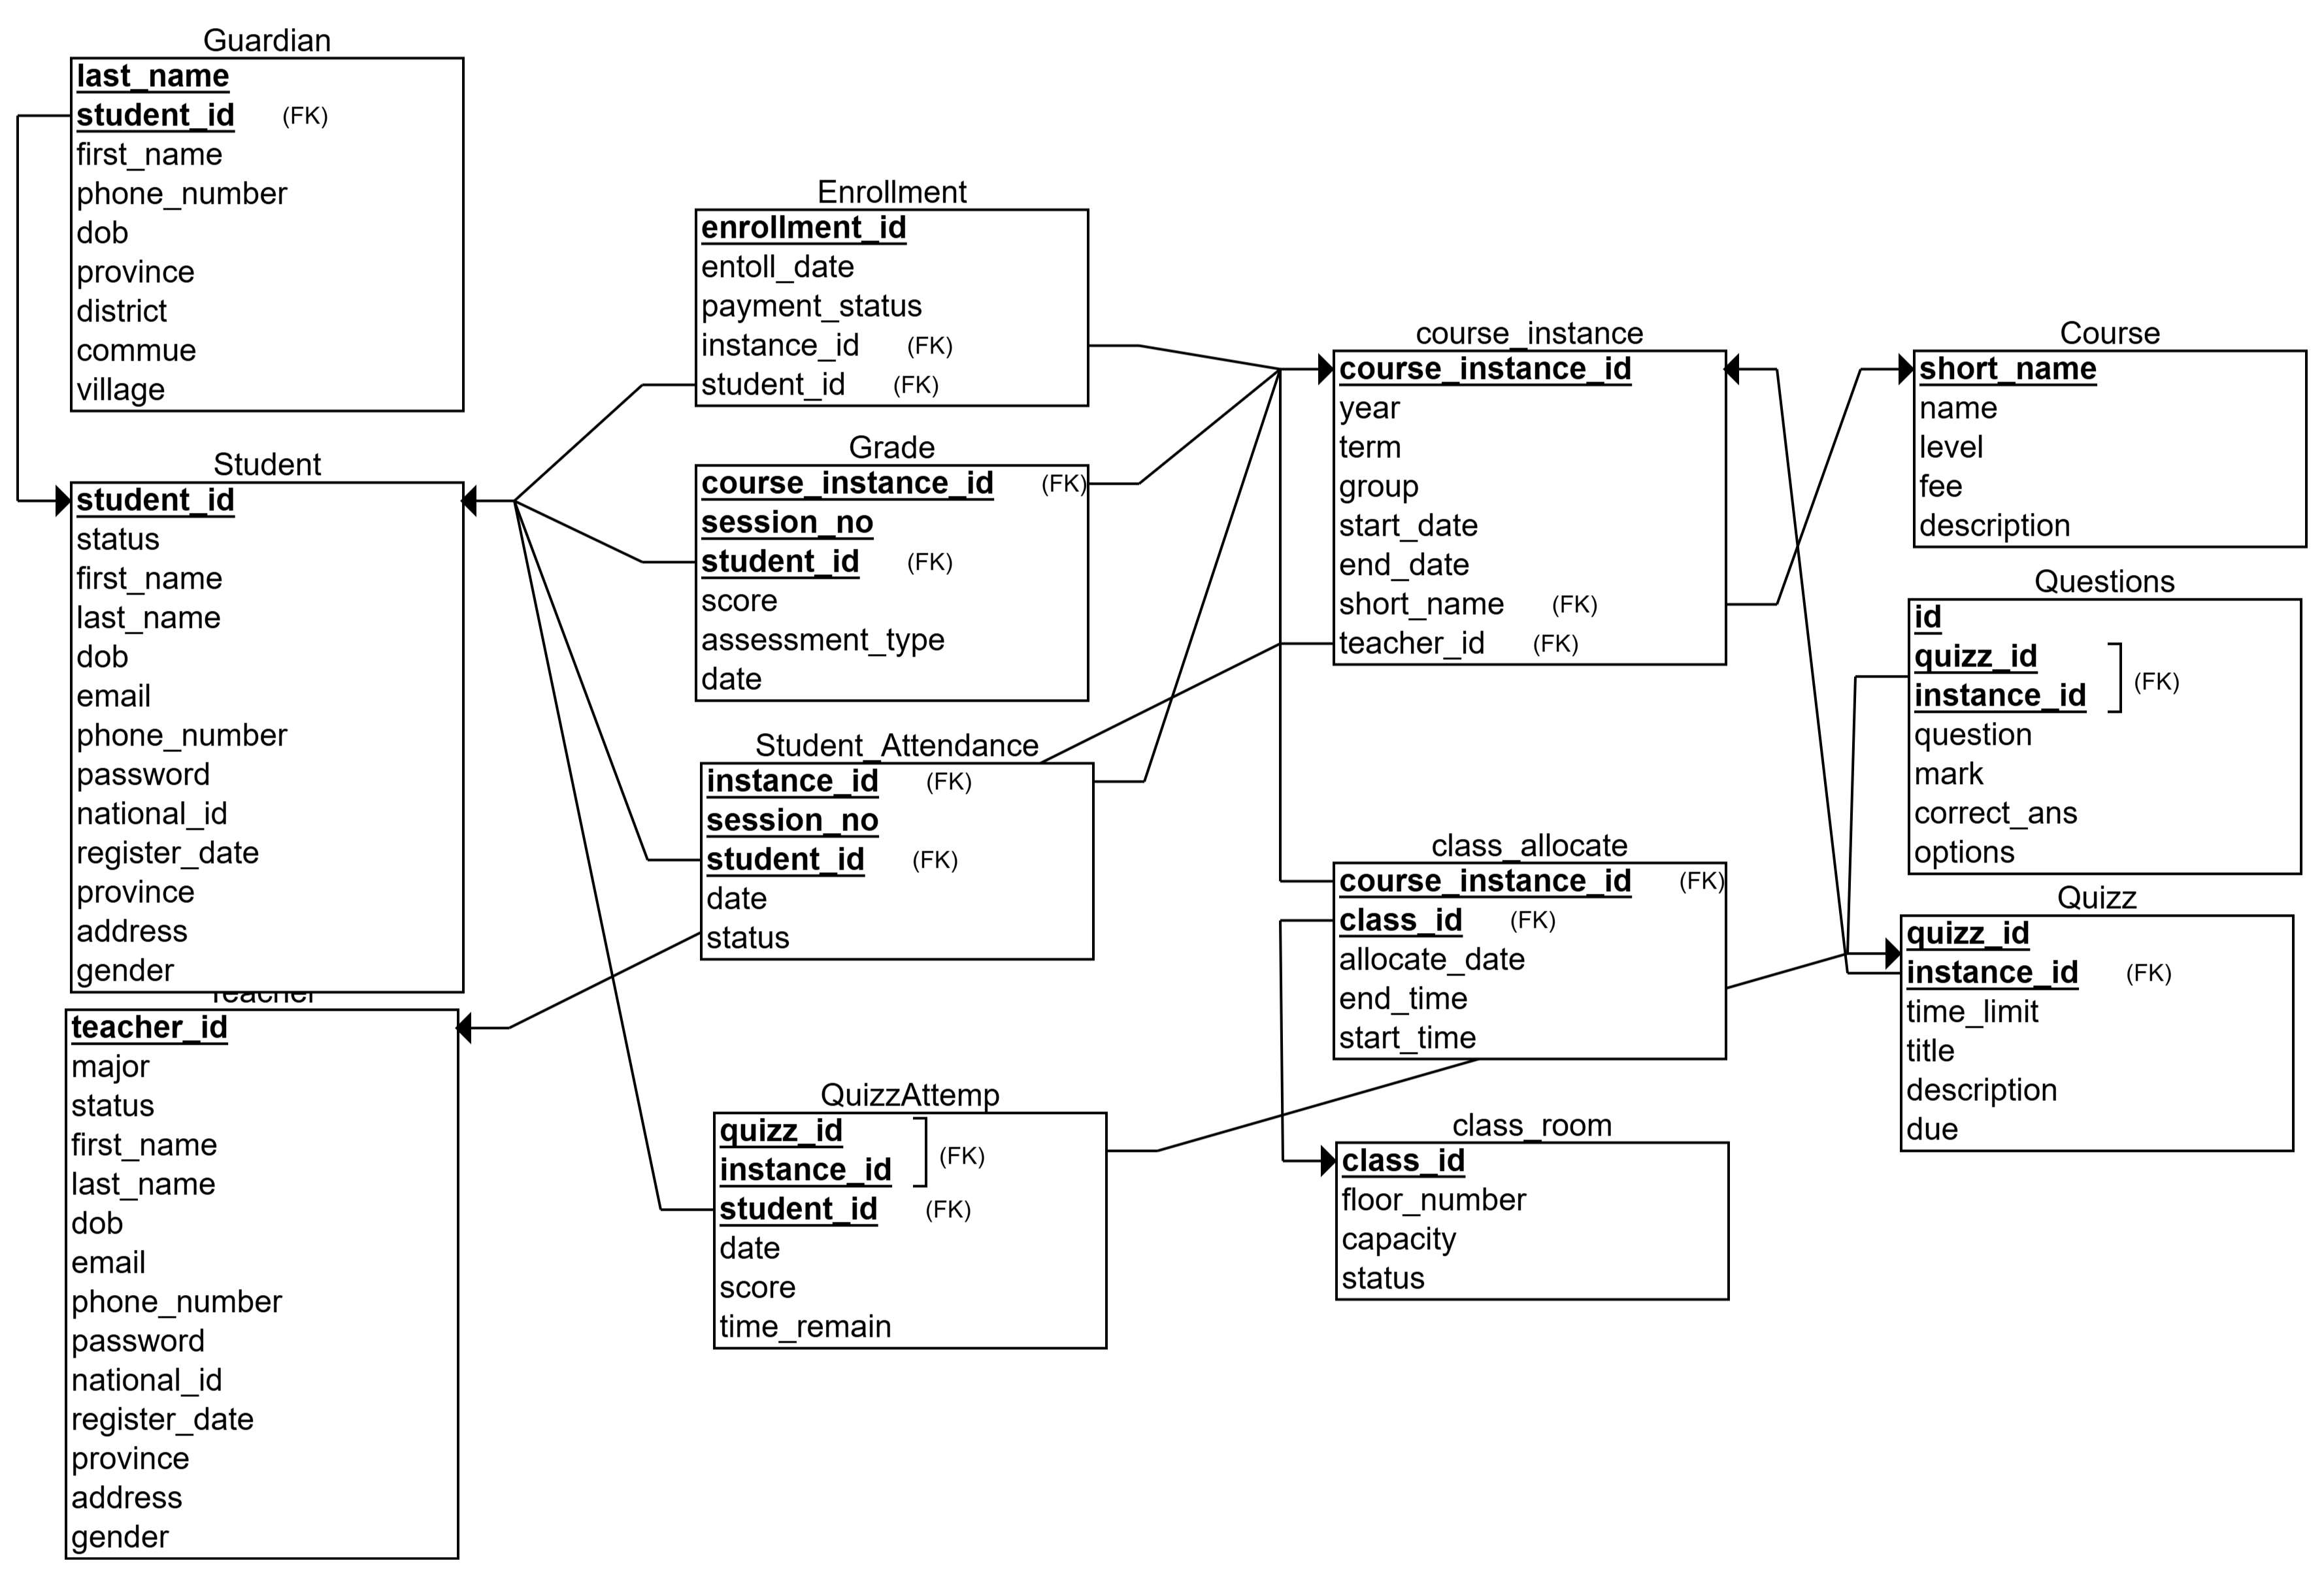 Guardian
last_name
student_id (FK)
first_name
phone_number
dob
province
district
commue
village
Student
student_id
status
first_name
last_name
dob
email
phone_number
password
national_id
register_date
province
address
gender
Teacher
teacher_id
major
status
first_name
last_name
dob
email
phone_number
password
national_id
register_date
province
address
gender
Enrollment
enrollment_id
entoll_date
payment_status
instance_id (FK)
student_id (FK)
Grade
course_instance_id (FK)
session_no
student_id (FK)
score
assessment_type
date
Student_Attendance
instance_id (FK)
session_no
student_id (FK)
date
status
QuizzAttemp
quizz_id
instance_id
(FK)
student_id (FK)
date
score
time_remain
course_instance
course_instance_id
year
term
group
start_date
end_date
short_name (FK)
teacher_id (FK)
class_allocate
course_instance_id (FK)
class_id (FK)
allocate_date
end_time
start_time
class_room
class_id
floor_number
capacity
status
Course
short_name
name
level
fee
description
Questions
id
quizz_id
instance_id
(FK)
question
mark
correct_ans
options
Quizz
quizz_id
instance_id (FK)
time_limit
title
description
due